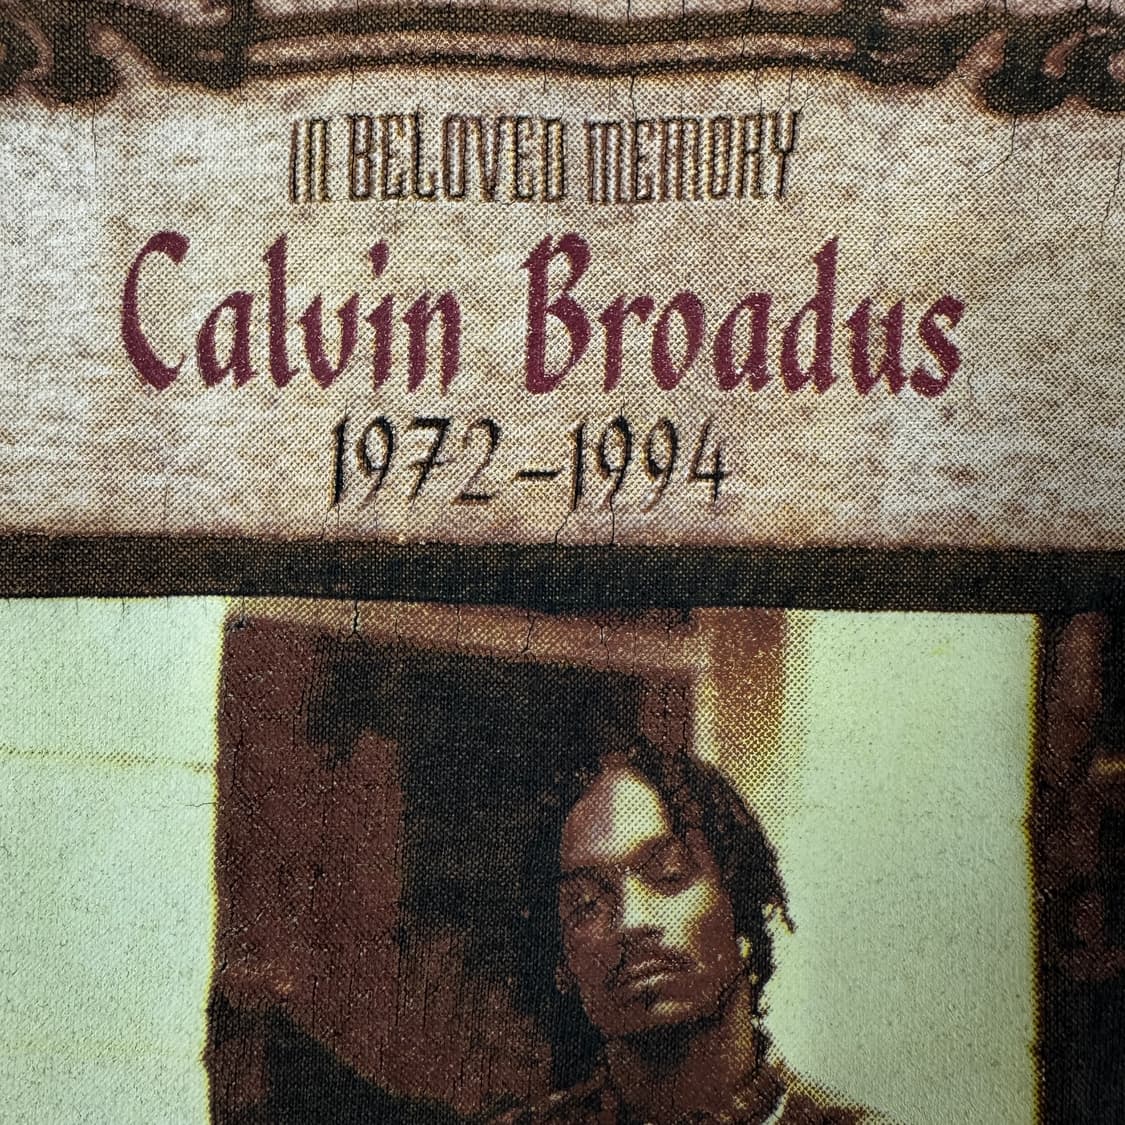 IN BELOVED MEMORY
Calvin Broadus
1972-1994